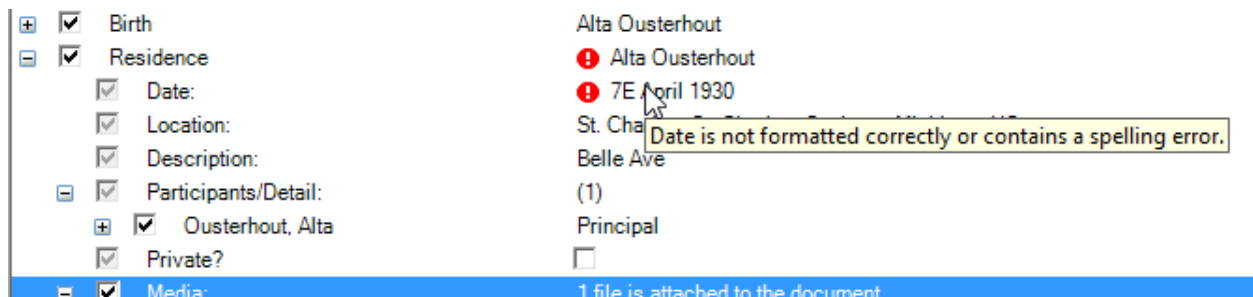 Birth Alta Ousterhout
Residence Alta Ousterhout
Date: 7E April 1930
Location: St. Cha
Date is not formatted correctly or contains a spelling error.
Description: Belle Ave
Participants/Detail: (1)
Ousterhout, Alta Principal
Private?
Media: 1 file is attached to the document